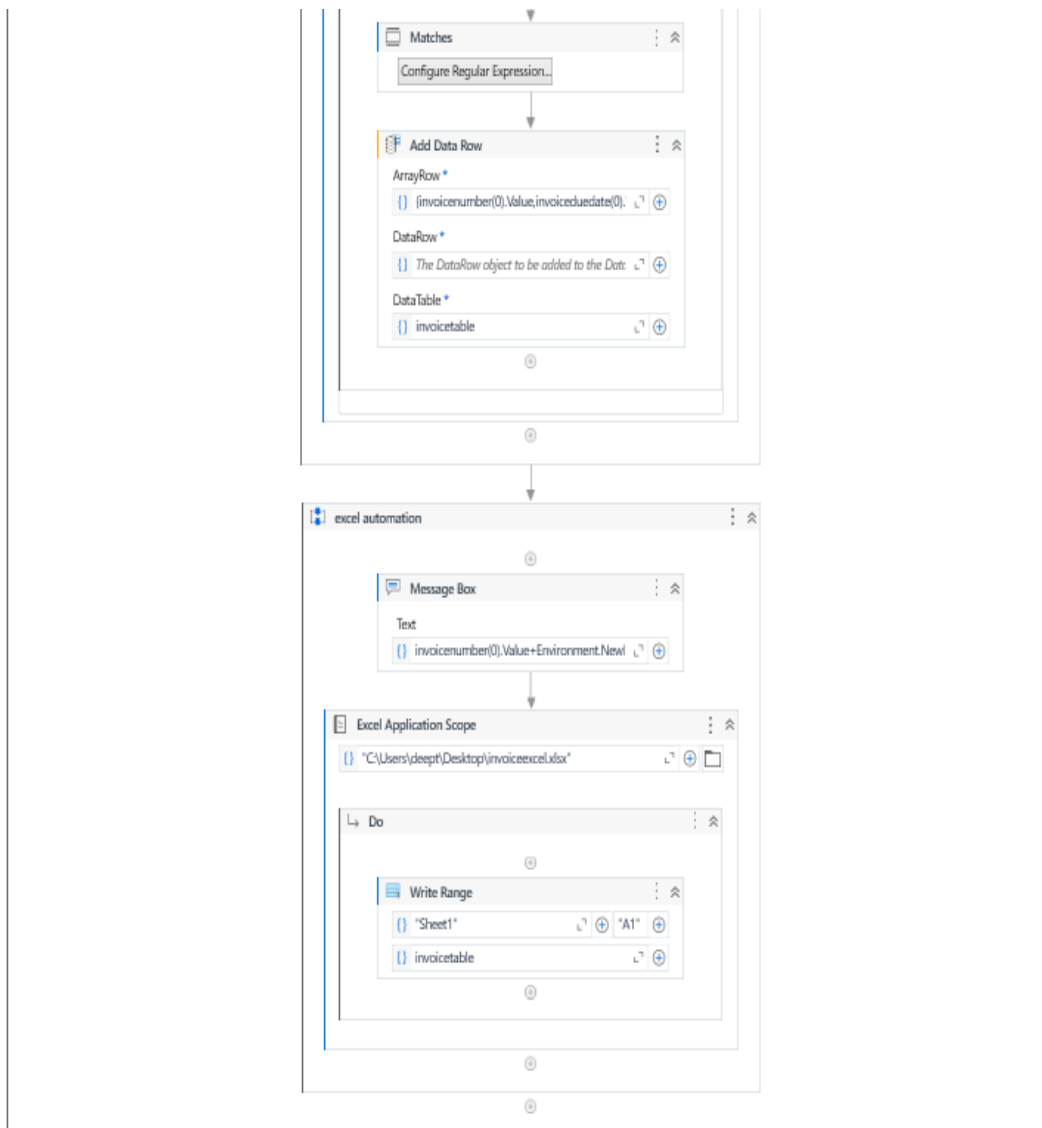 Matches
Configure Regular Expression...
Add Data Row
ArrayRow *
{} {invoicenumber(0).Value,invoiceduedate(0).
DataRow *
{} The DataRow object to be added to the Data
DataTable *
{} invoicetable
excel automation
Message Box
Text
{} invoicenumber(0).Value+Environment.Newl
Excel Application Scope
{} "C:\Users\deept\Desktop\invoiceexcel.xlsx"
Do
Write Range
{} "Sheet1" "A1"
{} invoicetable